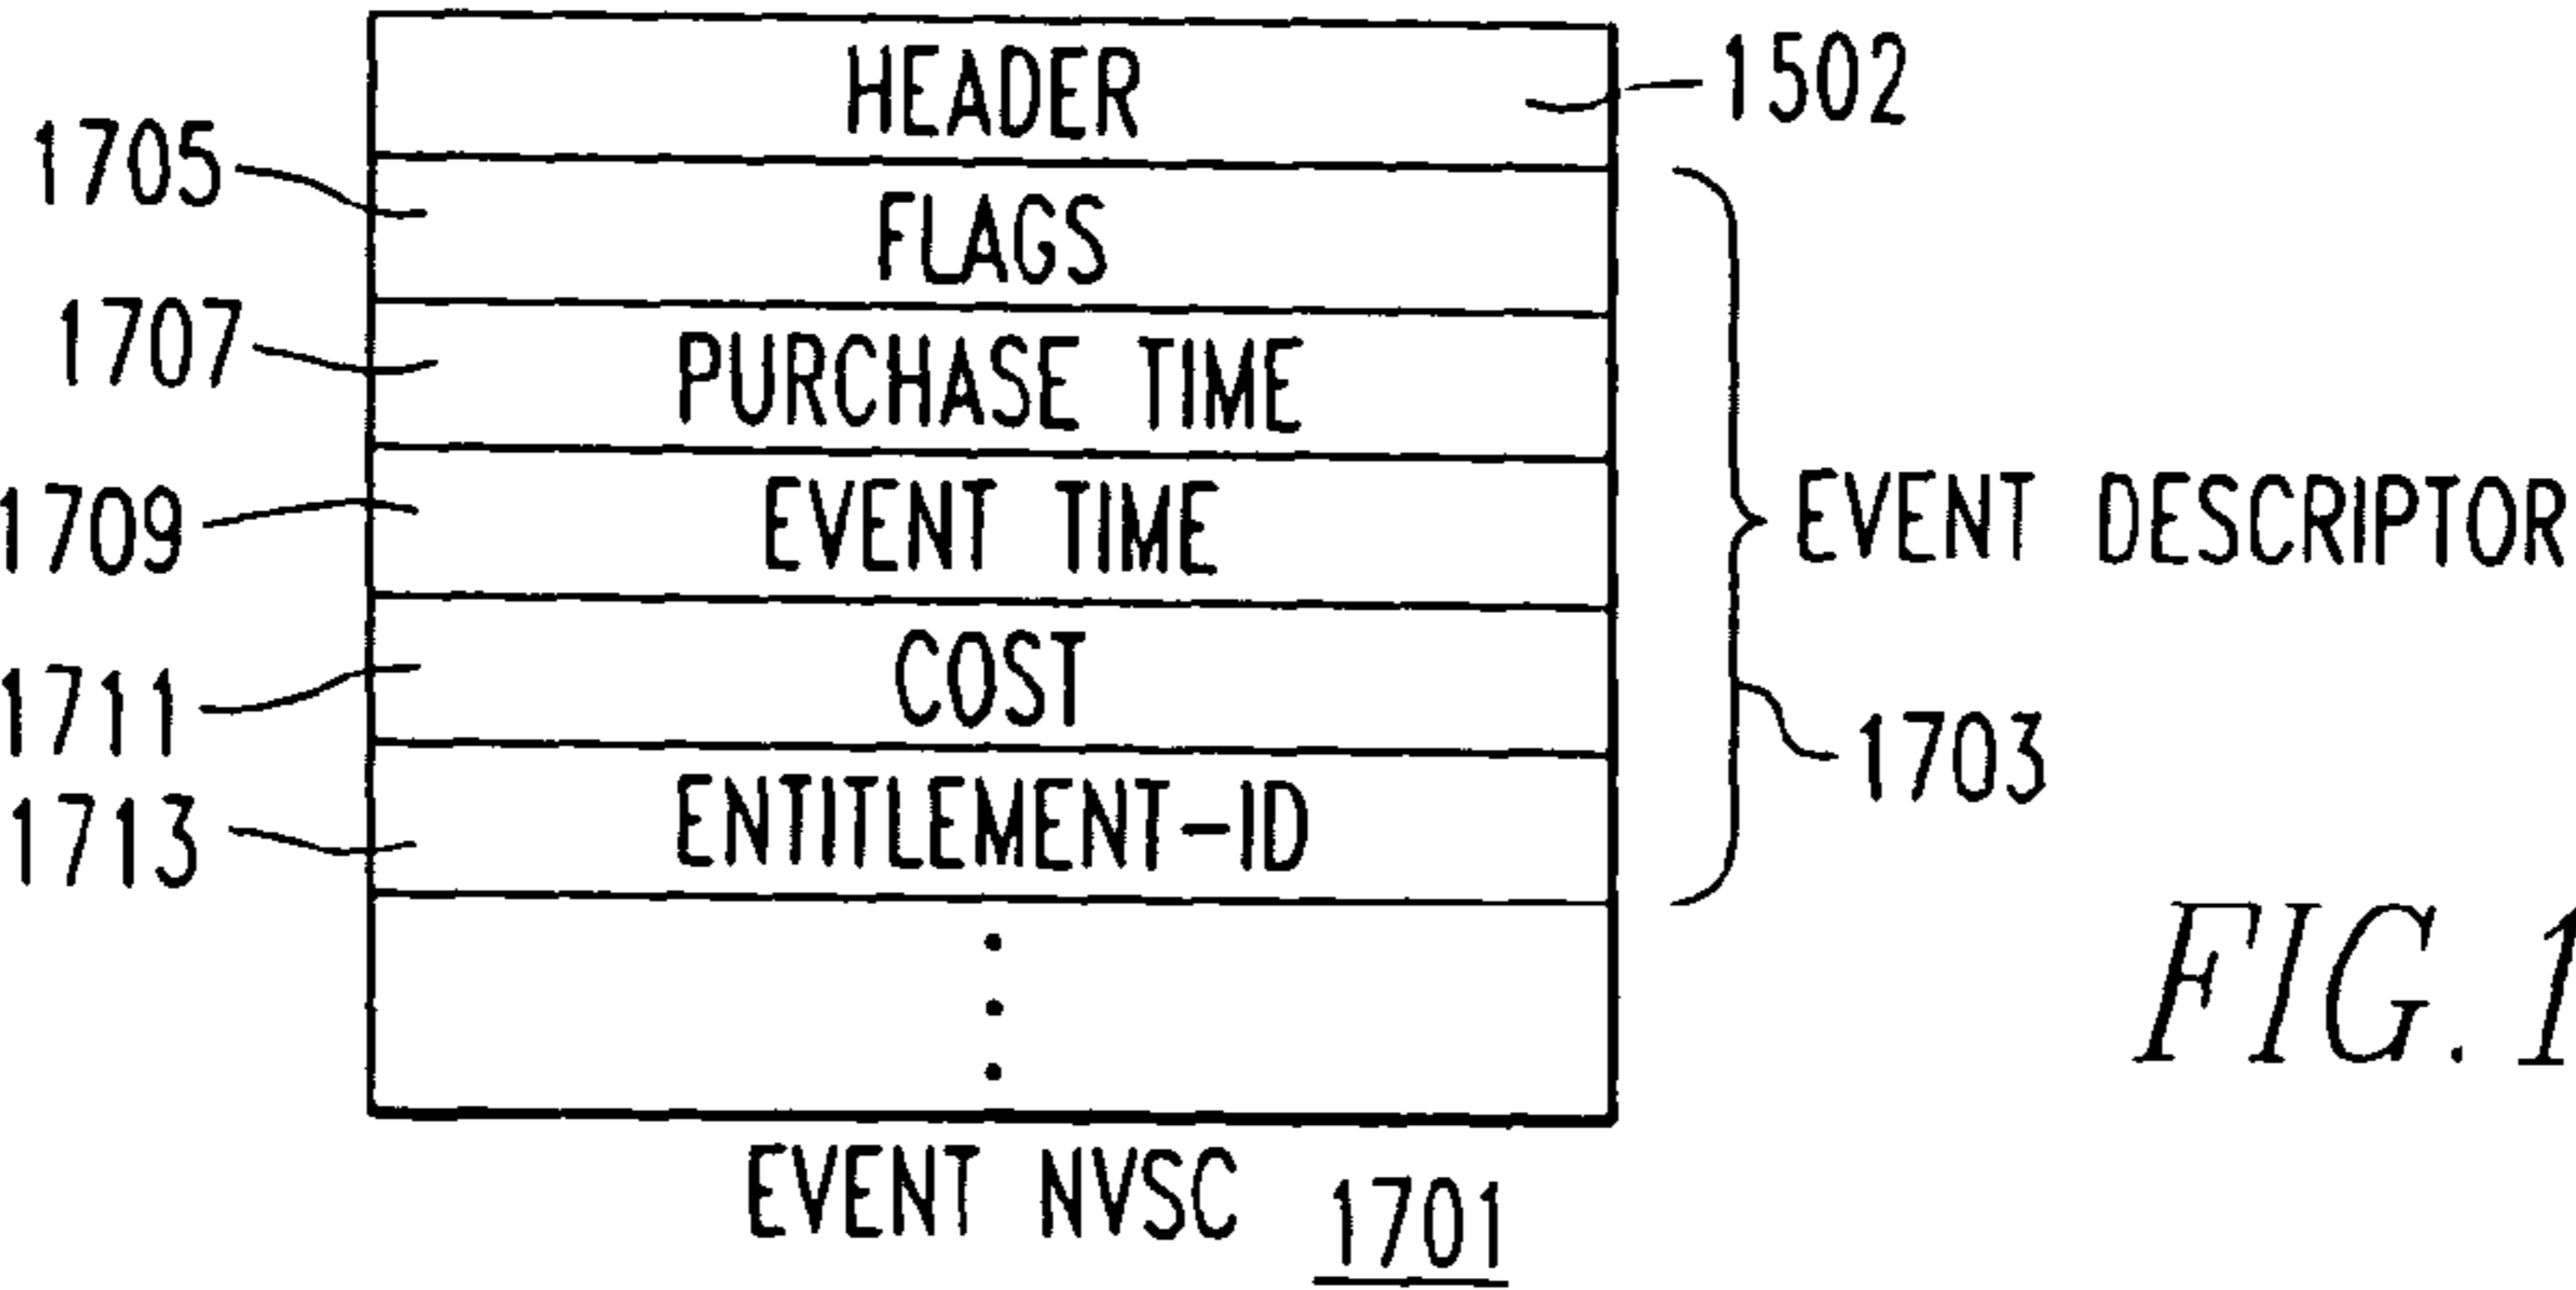 HEADER
1502
1705
FLAGS
1707
PURCHASE TIME
1709
EVENT TIME
EVENT DESCRIPTOR
1711
COST
1703
1713
ENTITLEMENT-ID
FIG. 1
EVENT NVSC
1701